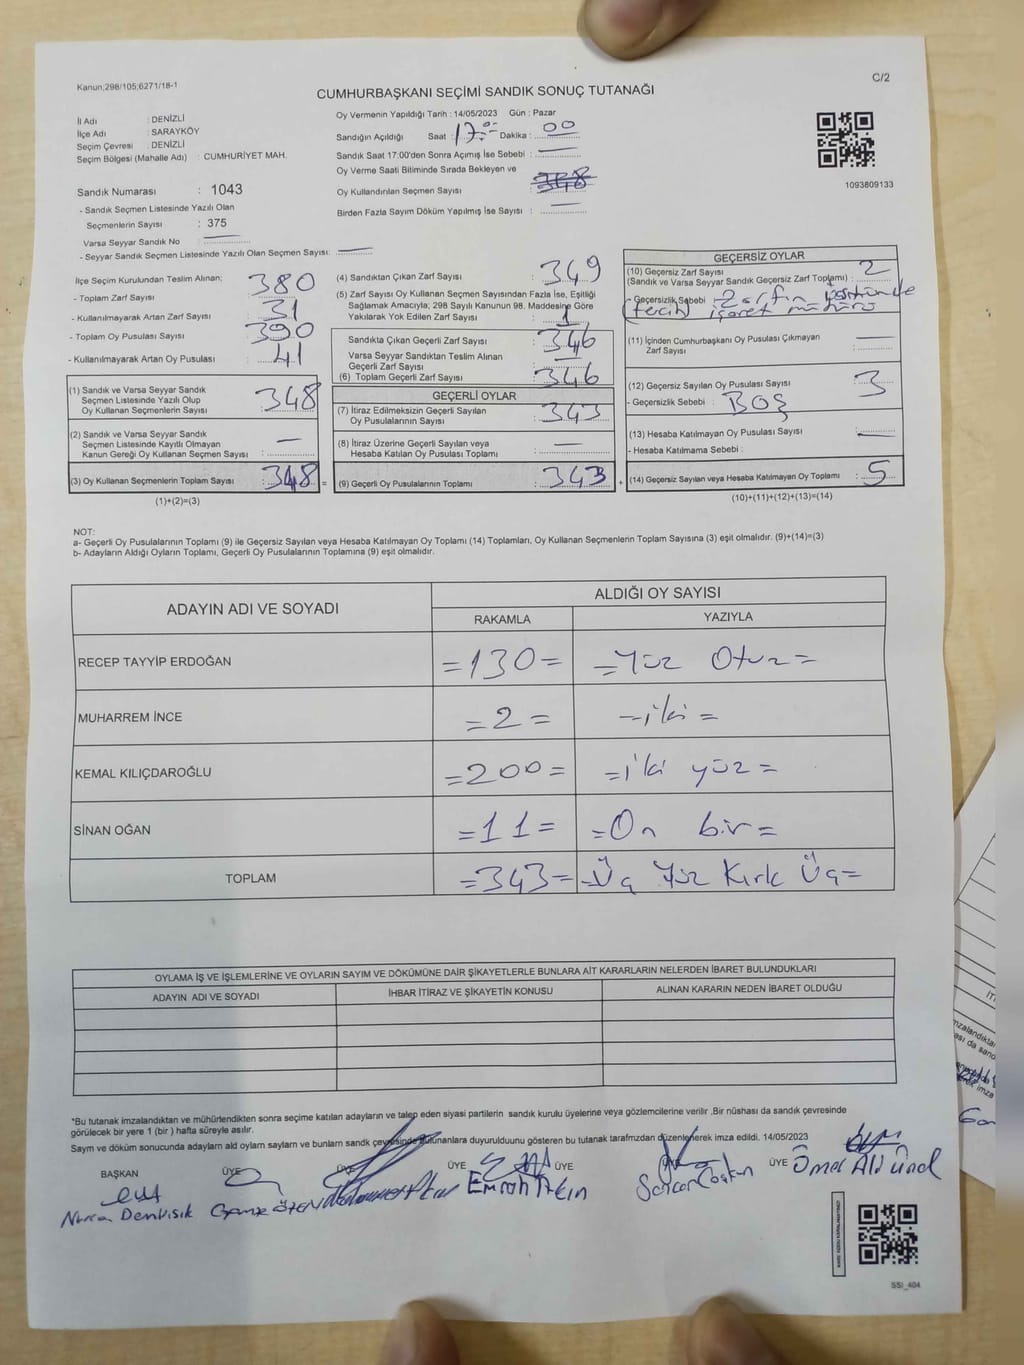 Kanun;298/105;6271/18-1
C/2
CUMHURBAŞKANI SEÇİMİ SANDIK SONUÇ TUTANAĞI
İl Adı : DENİZLİ
İlçe Adı : SARAYKÖY
Seçim Çevresi : DENİZLİ
Seçim Bölgesi (Mahalle Adı) : CUMHURİYET MAH.
Sandık Numarası : 1043
- Sandık Seçmen Listesinde Yazılı Olan
Seçmenlerin Sayısı : 375
Varsa Seyyar Sandık No
- Seyyar Sandık Seçmen Listesinde Yazılı Olan Seçmen Sayısı:
Oy Vermenin Yapıldığı Tarih : 14/05/2023 Gün : Pazar
Sandığın Açıldığı Saat : 17 Dakika : 00
Sandık Saat 17:00'den Sonra Açımış İse Sebebi :
Oy Verme Saati Bitiminde Sırada Bekleyen ve
Oy Kullandırılan Seçmen Sayısı : 348
Birden Fazla Sayım Döküm Yapılmış İse Sayısı :
1093809133
İlçe Seçim Kurulundan Teslim Alınan;
- Toplam Zarf Sayısı : 380
- Kullanılmayarak Artan Zarf Sayısı : 31
- Toplam Oy Pusulası Sayısı : 390
- Kullanılmayarak Artan Oy Pusulası : 41
(1) Sandık ve Varsa Seyyar Sandık
Seçmen Listesinde Yazılı Olup
Oy Kullanan Seçmenlerin Sayısı : 348
(2) Sandık ve Varsa Seyyar Sandık
Seçmen Listesinde Kayıtlı Olmayan
Kanun Gereği Oy Kullanan Seçmen Sayısı :
(3) Oy Kullanan Seçmenlerin Toplam Sayısı : 348 =
(1)+(2)=(3)
(4) Sandıktan Çıkan Zarf Sayısı : 349
(5) Zarf Sayısı Oy Kullanan Seçmen Sayısından Fazla İse, Eşitliği
Sağlamak Amacıyla; 298 Sayılı Kanunun 98. Maddesine Göre
Yakılarak Yok Edilen Zarf Sayısı : 1
Sandıkta Çıkan Geçerli Zarf Sayısı : 346
Varsa Seyyar Sandıktan Teslim Alınan
Geçerli Zarf Sayısı
(6) Toplam Geçerli Zarf Sayısı : 346
GEÇERLİ OYLAR
(7) İtiraz Edilmeksizin Geçerli Sayılan
Oy Pusulalarının Sayısı : 343
(8) İtiraz Üzerine Geçerli Sayılan veya
Hesaba Katılan Oy Pusulası Toplamı
(9) Geçerli Oy Pusulalarının Toplamı : 343 +
GEÇERSİZ OYLAR
(10) Geçersiz Zarf Sayısı
(Sandık ve Varsa Seyyar Sandık Geçersiz Zarf Toplamı) : 2
- Geçersizlik Sebebi : Zarfın üstünde
(tercih) işaret mührü
(11) İçinden Cumhurbaşkanı Oy Pusulası Çıkmayan
Zarf Sayısı
(12) Geçersiz Sayılan Oy Pusulası Sayısı : 3
- Geçersizlik Sebebi : BOŞ
(13) Hesaba Katılmayan Oy Pusulası Sayısı :
- Hesaba Katılmama Sebebi :
(14) Geçersiz Sayılan veya Hesaba Katılmayan Oy Toplamı : 5
(10)+(11)+(12)+(13)=(14)
NOT:
a- Geçerli Oy Pusulalarının Toplamı (9) ile Geçersiz Sayılan veya Hesaba Katılmayan Oy Toplamı (14) Toplamları, Oy Kullanan Seçmenlerin Toplam Sayısına (3) eşit olmalıdır. (9)+(14)=(3)
b- Adayların Aldığı Oyların Toplamı, Geçerli Oy Pusulalarının Toplamına (9) eşit olmalıdır.
ADAYIN ADI VE SOYADI
ALDIĞI OY SAYISI
RAKAMLA YAZIYLA
RECEP TAYYİP ERDOĞAN =130= =Yüz Otuz=
MUHARREM İNCE =2= =iki=
KEMAL KILIÇDAROĞLU =200= =iki yüz=
SİNAN OĞAN =11= =On bir=
TOPLAM =343= =Üç Yüz Kırk Üç=
OYLAMA İŞ VE İŞLEMLERİNE VE OYLARIN SAYIM VE DÖKÜMÜNE DAİR ŞİKAYETLERLE BUNLARA AİT KARARLARIN NELERDEN İBARET BULUNDUKLARI
ADAYIN ADI VE SOYADI İHBAR İTİRAZ VE ŞİKAYETİN KONUSU ALINAN KARARIN NEDEN İBARET OLDUĞU
*Bu tutanak imzalandıktan ve mühürlendikten sonra seçime katılan adayların ve talep eden siyasi partilerin sandık kurulu üyelerine veya gözlemcilerine verilir .Bir nüshası da sandık çevresinde
görülecek bir yere 1 (bir ) hafta süreyle asılır.
Sayım ve döküm sonucunda adayların ald oyların sayları ve bunların sandk çevresinde bulunanlara duyurulduunu gösteren bu tutanak tarafmzdan düzenlenerek imza edildi. 14/05/2023
BAŞKAN ÜYE ÜYE ÜYE ÜYE ÜYE ÜYE
Emrah Akın
Sercan Coşkun
Ömer Ali Ünal
SSİ_404